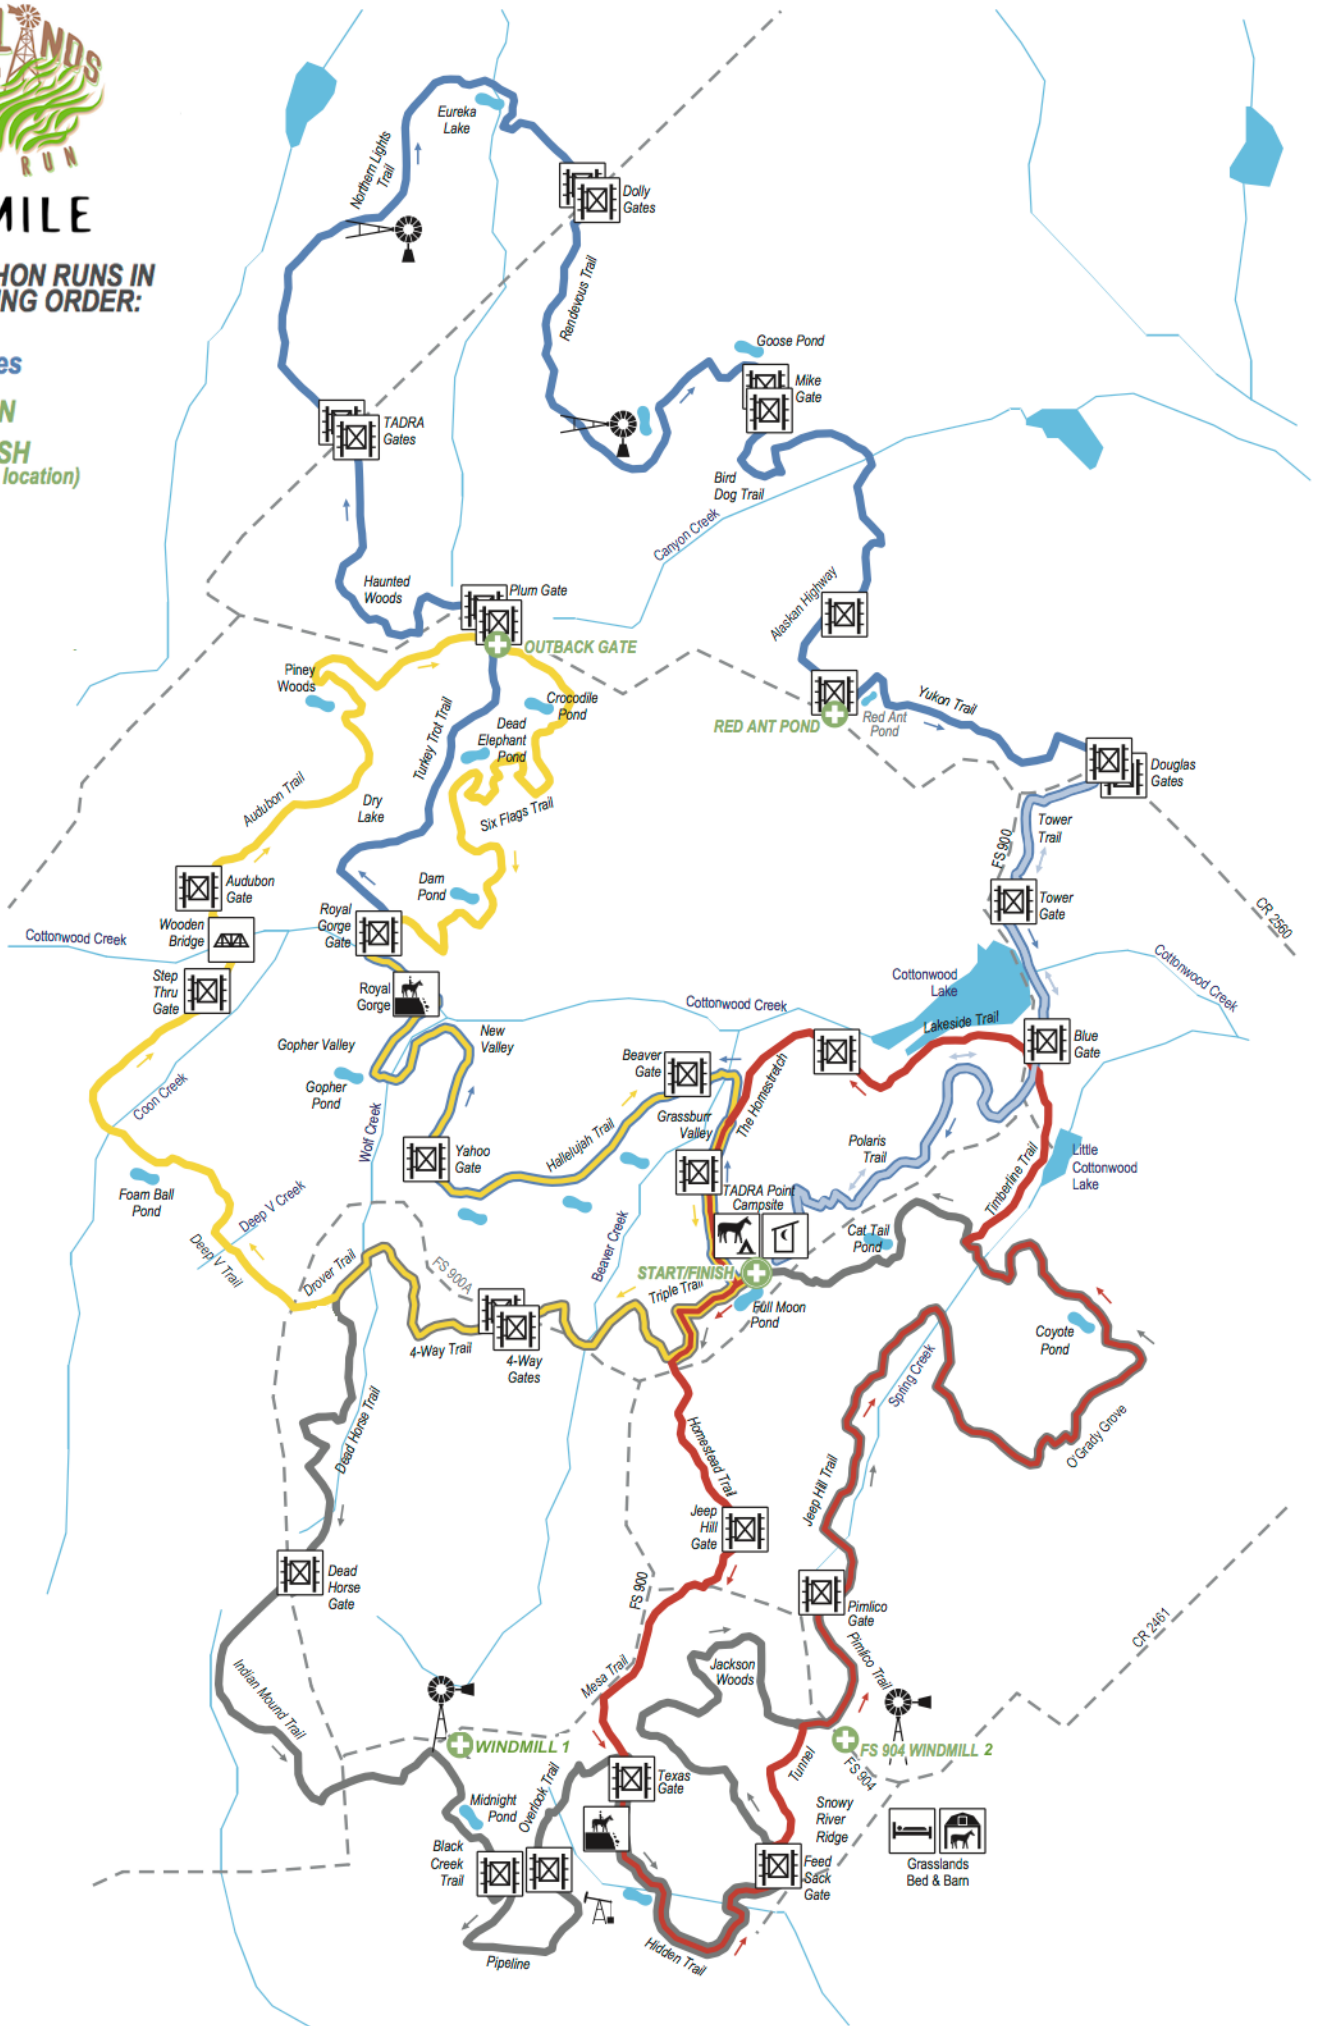 L NDS
RUN
MILE
HON RUNS IN
NG ORDER:
es
N
SH
location)
Eureka
Lake
Northern Lights
Trail
Dolly
Gates
Rendevous Trail
Goose Pond
Mike
Gate
TADRA
Gates
Bird
Dog Trail
Canyon Creek
Haunted
Woods
Plum Gate
Alaskan Highway
OUTBACK GATE
Piney
Woods
Crocodile
Pond
Dead
Elephant
Pond
Turkey Trot Trail
RED ANT POND
Red Ant
Pond
Yukon Trail
Douglas
Gates
Audubon Trail
Dry
Lake
Six Flags Trail
Tower
Trail
FS 900
Dam
Pond
Audubon
Gate
Tower
Gate
CR 2560
Royal
Gorge
Gate
Wooden
Bridge
Cottonwood Creek
Step
Thru
Gate
Royal
Gorge
Cottonwood
Lake
Cottonwood Creek
Cottonwood Creek
Lakeside Trail
New
Valley
Gopher Valley
Blue
Gate
Beaver
Gate
The Homestretch
Gopher
Pond
Coon Creek
Grassburr
Valley
Wolf Creek
Hallelujah Trail
Yahoo
Gate
Polaris
Trail
Little
Cottonwood
Lake
Timberline Trail
Foam Ball
Pond
Deep V Creek
TADRA Point
Campsite
Cat Tail
Pond
Beaver Creek
Deep V Trail
Drover Trail
FS 900A
START/FINISH
Triple Trail
Full Moon
Pond
4-Way Trail
4-Way
Gates
Coyote
Pond
Spring Creek
Dead Horse Trail
Homestead Trail
O'Grady Grove
Jeep Hill Trail
Jeep
Hill
Gate
Dead
Horse
Gate
FS 900
Pimlico
Gate
CR 2461
Pimlico Trail
Indian Mound Trail
Mesa Trail
Jackson
Woods
WINDMILL 1
FS 904 WINDMILL 2
Tunnel
FS 904
Texas
Gate
Overlook Trail
Midnight
Pond
Snowy
River
Ridge
Black
Creek
Trail
Feed
Sack
Gate
Grasslands
Bed & Barn
Hidden Trail
Pipeline